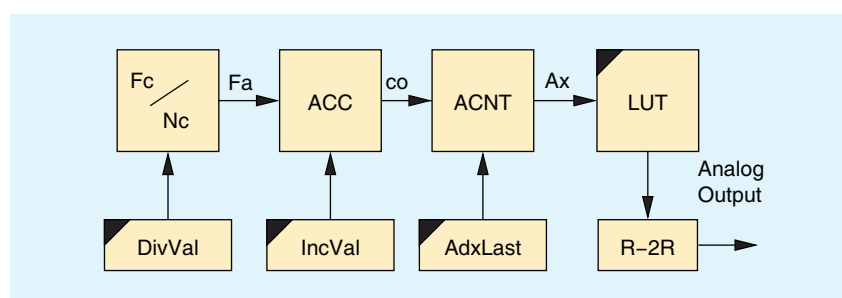 Fc
Nc
Fa
ACC
co
ACNT
Ax
LUT
Analog
Output
DivVal
IncVal
AdxLast
R–2R